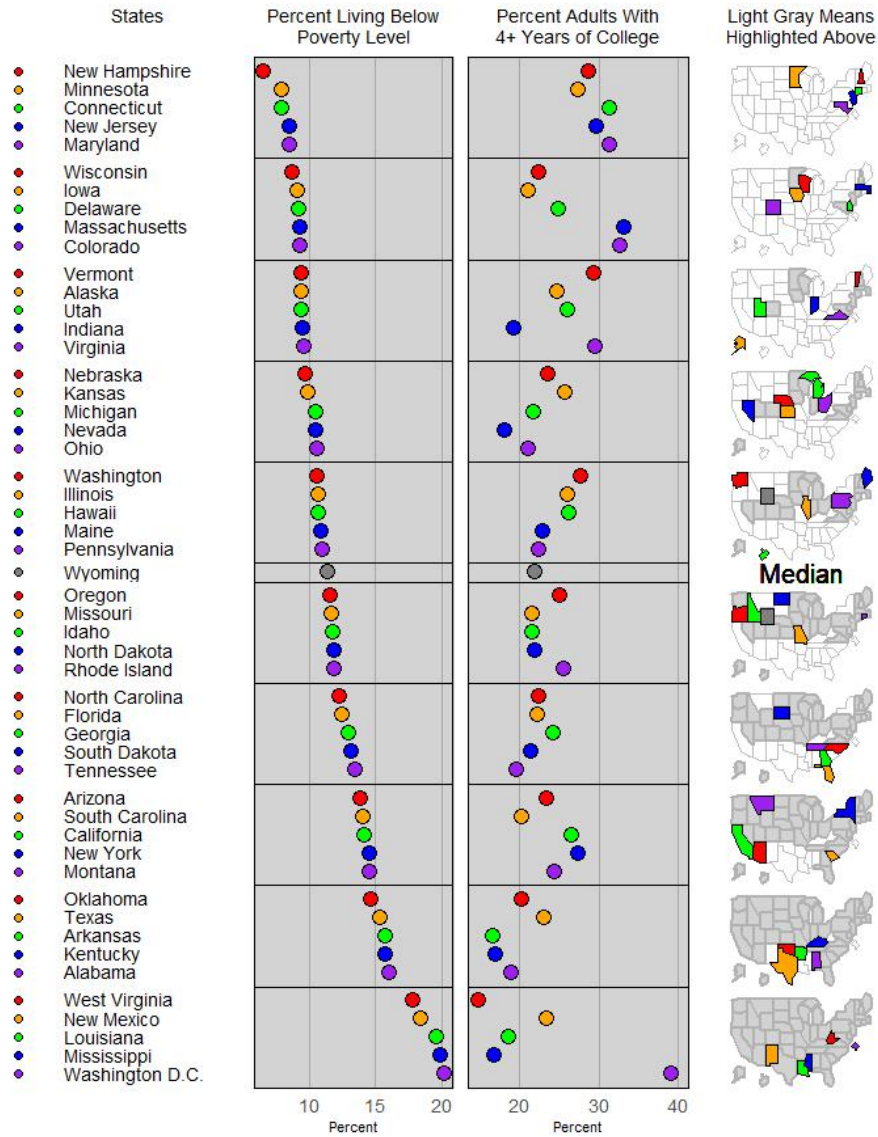 States
Percent Living Below
Poverty Level
Percent Adults With
4+ Years of College
Light Gray Means
Highlighted Above
New Hampshire
Minnesota
Connecticut
New Jersey
Maryland
Wisconsin
Iowa
Delaware
Massachusetts
Colorado
Vermont
Alaska
Utah
Indiana
Virginia
Nebraska
Kansas
Michigan
Nevada
Ohio
Washington
Illinois
Hawaii
Maine
Pennsylvania
Wyoming
Median
Oregon
Missouri
Idaho
North Dakota
Rhode Island
North Carolina
Florida
Georgia
South Dakota
Tennessee
Arizona
South Carolina
California
New York
Montana
Oklahoma
Texas
Arkansas
Kentucky
Alabama
West Virginia
New Mexico
Louisiana
Mississippi
Washington D.C.
10 15 20
Percent
20 30 40
Percent